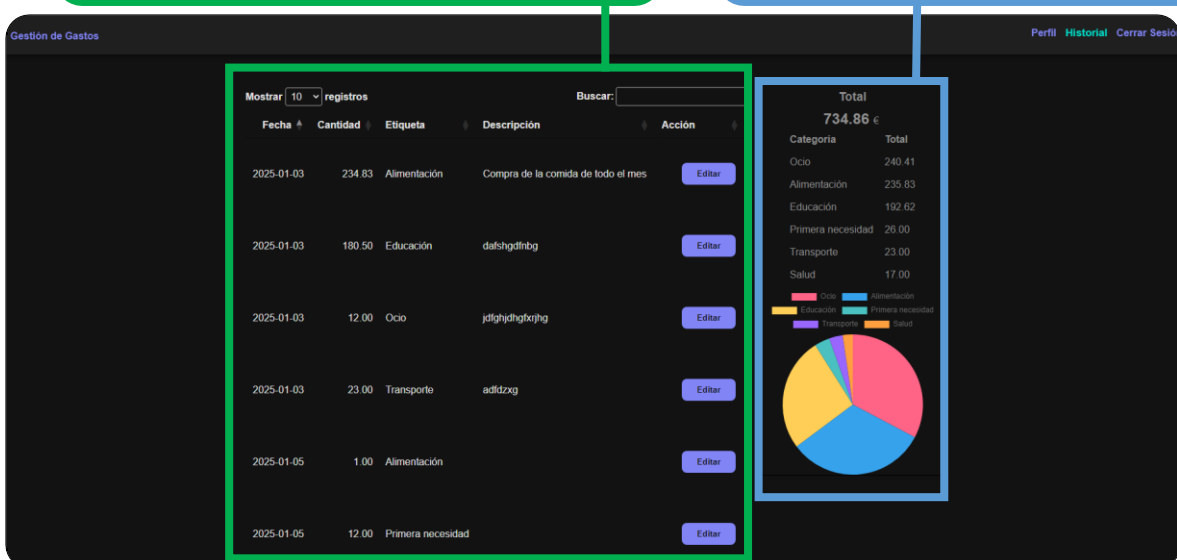 Gestión de Gastos
Perfil Historial Cerrar Sesión
Mostrar 10 registros
Buscar:
Fecha Cantidad Etiqueta Descripción Acción
2025-01-03 234.83 Alimentación Compra de la comida de todo el mes Editar
2025-01-03 180.50 Educación dafshgdfnbg Editar
2025-01-03 12.00 Ocio jdfghjdhgfxrjhg Editar
2025-01-03 23.00 Transporte adfdzxg Editar
2025-01-05 1.00 Alimentación Editar
2025-01-05 12.00 Primera necesidad Editar
Total
734.86 €
Categoria Total
Ocio 240.41
Alimentación 235.83
Educación 192.62
Primera necesidad 26.00
Transporte 23.00
Salud 17.00
Ocio Alimentación
Educación Primera necesidad
Transporte Salud